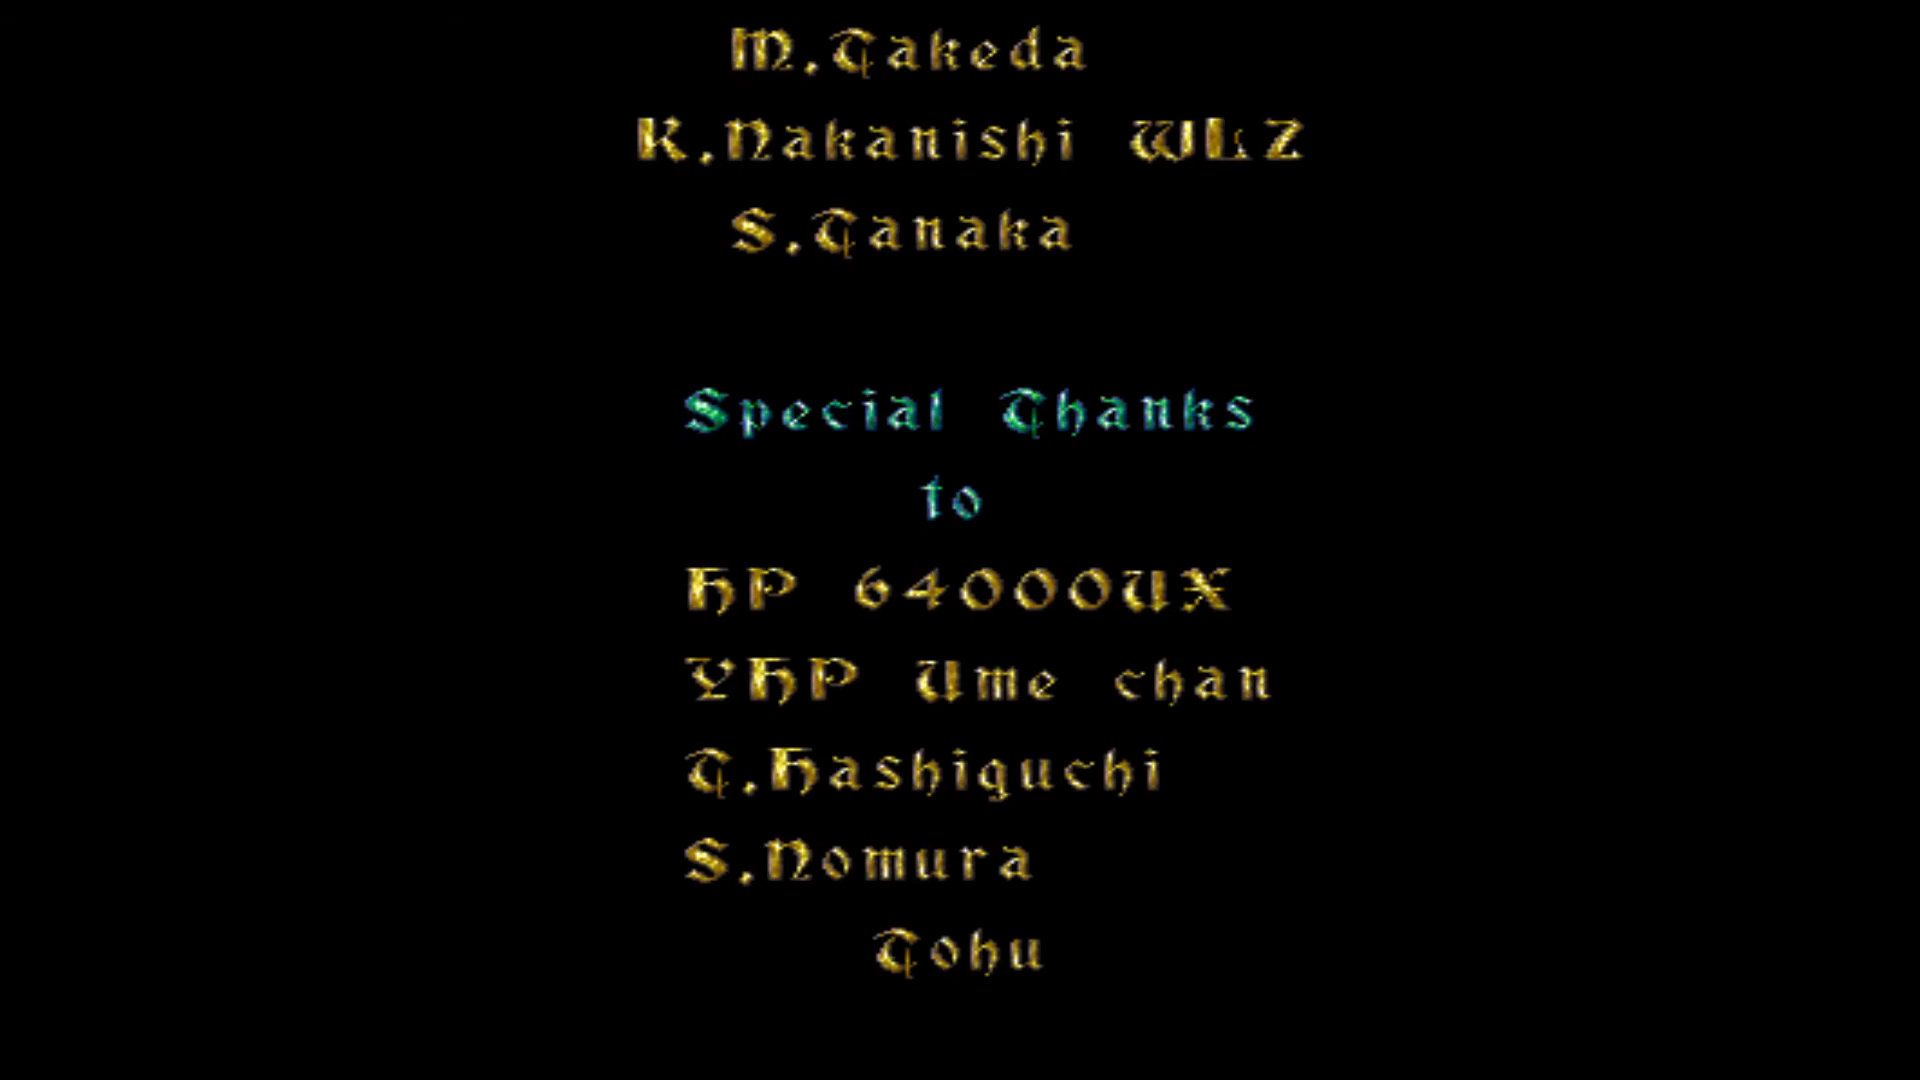 M.Takeda
K.Nakanishi WLZ
S.Tanaka
Special Thanks
to
HP 64000UX
YHP Ume chan
T.Hashiguchi
S.Nomura
Tohu